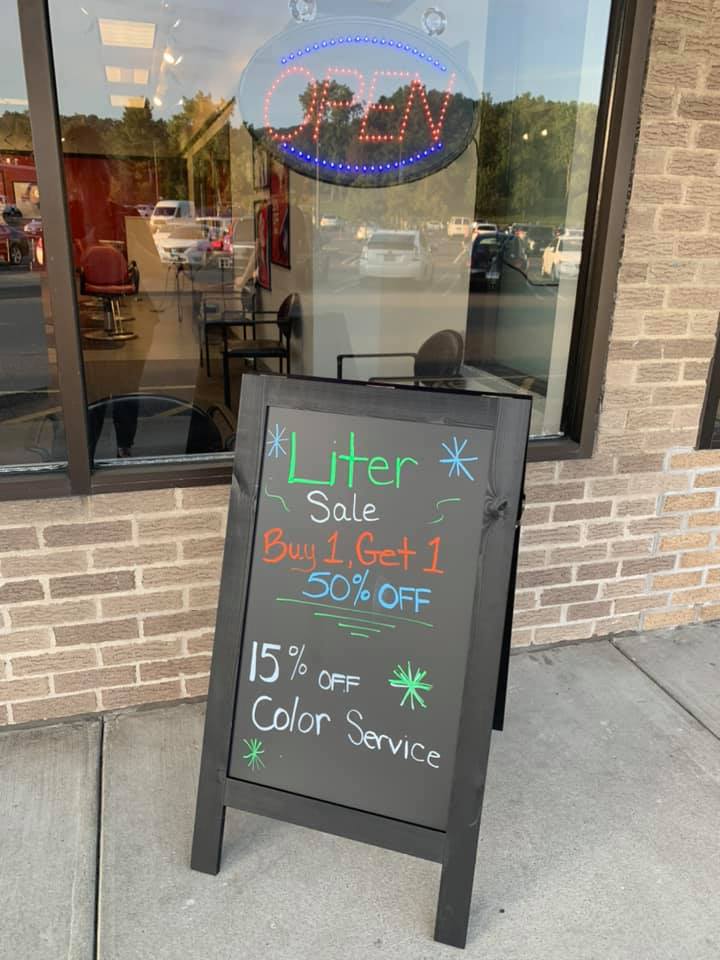 OPEN
Liter
Sale
Buy 1, Get 1
50% OFF
15% OFF
Color Service